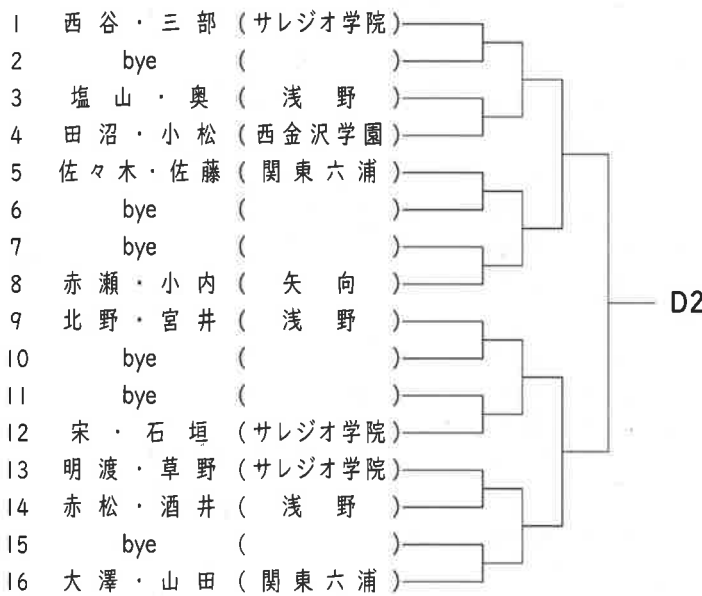 1 西谷・三部 (サレジオ学院)
2 bye ( )
3 塩山・奥 ( 浅野 )
4 田沼・小松 (西金沢学園)
5 佐々木・佐藤 (関東六浦)
6 bye ( )
7 bye ( )
8 赤瀬・小内 ( 矢向 )
9 北野・宮井 ( 浅野 )
10 bye ( )
11 bye ( )
12 宋・石垣 (サレジオ学院)
13 明渡・草野 (サレジオ学院)
14 赤松・酒井 ( 浅野 )
15 bye ( )
16 大澤・山田 (関東六浦)
D2